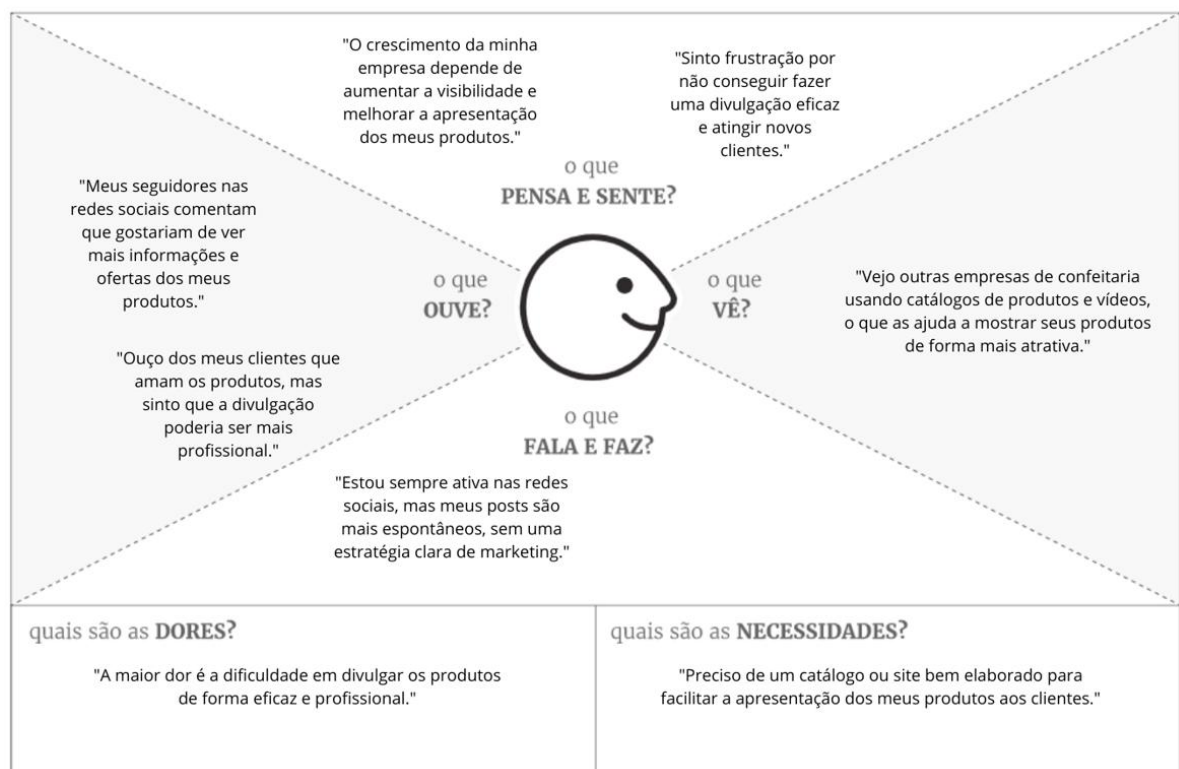 "O crescimento da minha
empresa depende de
aumentar a visibilidade e
melhorar a apresentação
dos meus produtos."
"Sinto frustração por
não conseguir fazer
uma divulgação eficaz
e atingir novos
clientes."
o que
PENSA E SENTE?
"Meus seguidores nas
redes sociais comentam
que gostariam de ver
mais informações e
ofertas dos meus
produtos."
"Ouço dos meus clientes que
amam os produtos, mas
sinto que a divulgação
poderia ser mais
profissional."
o que
OUVE?
o que
VÊ?
"Vejo outras empresas de confeitaria
usando catálogos de produtos e vídeos,
o que as ajuda a mostrar seus produtos
de forma mais atrativa."
o que
FALA E FAZ?
"Estou sempre ativa nas redes
sociais, mas meus posts são
mais espontâneos, sem uma
estratégia clara de marketing."
quais são as DORES?
"A maior dor é a dificuldade em divulgar os produtos
de forma eficaz e profissional."
quais são as NECESSIDADES?
"Preciso de um catálogo ou site bem elaborado para
facilitar a apresentação dos meus produtos aos clientes."